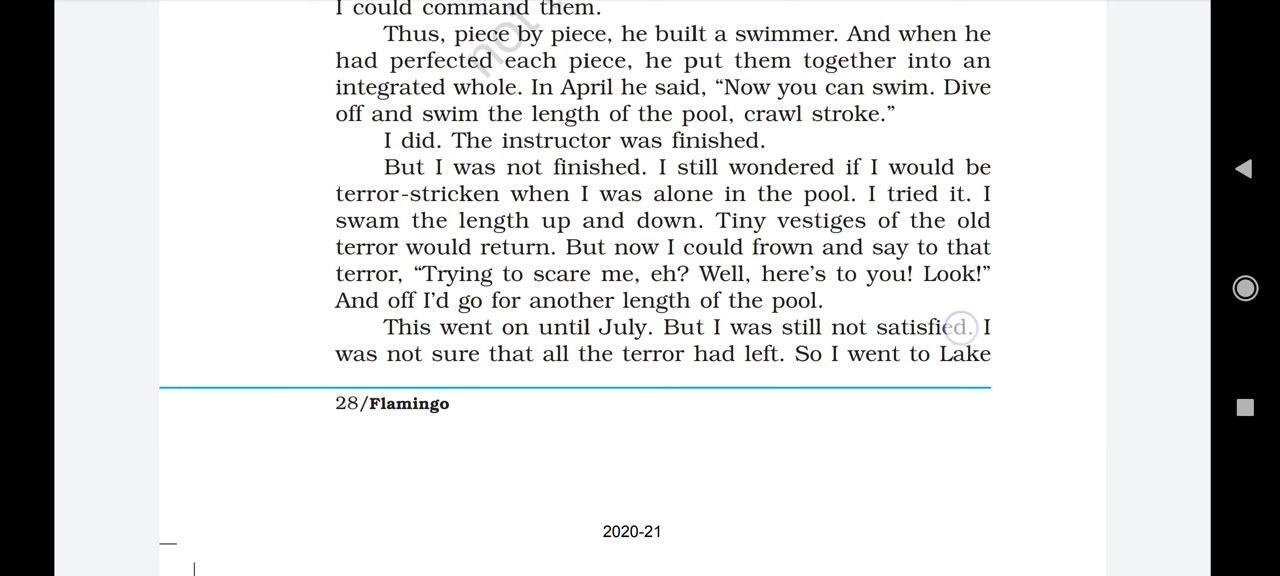 I could command them.
not
Thus, piece by piece, he built a swimmer. And when he
had perfected each piece, he put them together into an
integrated whole. In April he said, “Now you can swim. Dive
off and swim the length of the pool, crawl stroke.”
I did. The instructor was finished.
But I was not finished. I still wondered if I would be
terror-stricken when I was alone in the pool. I tried it. I
swam the length up and down. Tiny vestiges of the old
terror would return. But now I could frown and say to that
terror, “Trying to scare me, eh? Well, here’s to you! Look!”
And off I’d go for another length of the pool.
This went on until July. But I was still not satisfied. I
was not sure that all the terror had left. So I went to Lake
28/Flamingo
2020-21